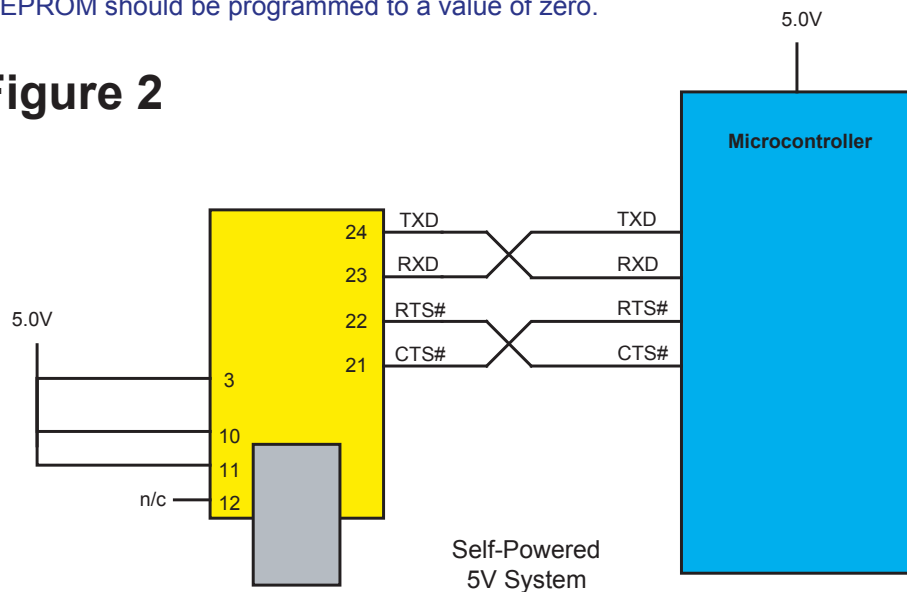 EPROM should be programmed to a value of zero.
5.0V
Figure 2
Microcontroller
24 TXD TXD
23 RXD RXD
22 RTS# RTS#
5.0V
21 CTS# CTS#
3
10
11
n/c 12
Self-Powered
5V System